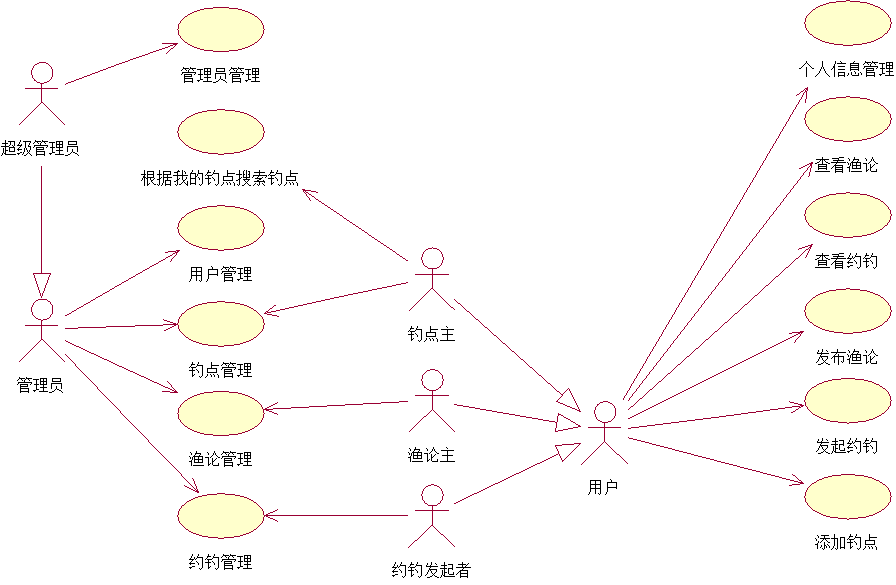 管理员管理
个人信息管理
超级管理员
查看渔论
根据我的钓点搜索钓点
查看约钓
用户管理
钓点主
发布渔论
钓点管理
管理员
发起约钓
渔论主
渔论管理
用户
添加钓点
约钓管理
约钓发起者